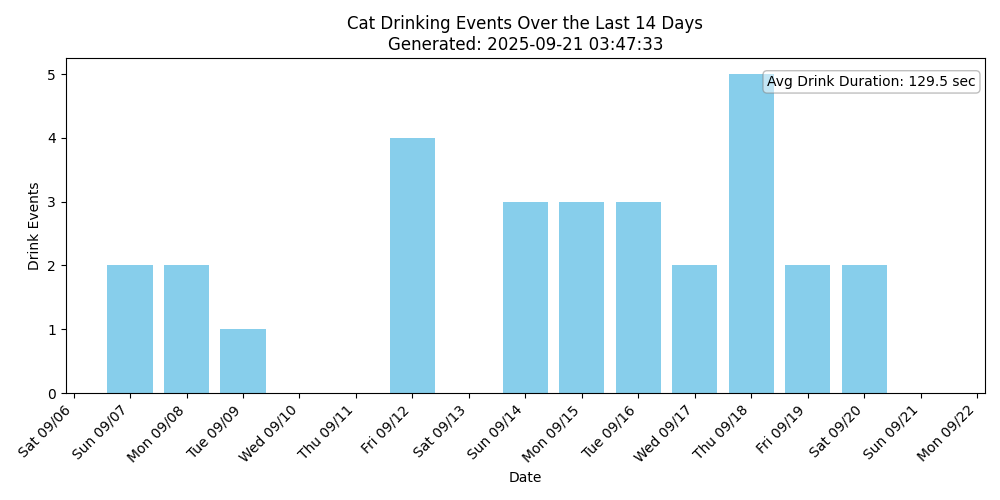 Cat Drinking Events Over the Last 14 Days
Generated: 2025-09-21 03:47:33
Avg Drink Duration: 129.5 sec
Drink Events
5
4
3
2
1
0
Sat 09/06
Sun 09/07
Mon 09/08
Tue 09/09
Wed 09/10
Thu 09/11
Fri 09/12
Sat 09/13
Sun 09/14
Mon 09/15
Tue 09/16
Wed 09/17
Thu 09/18
Fri 09/19
Sat 09/20
Sun 09/21
Mon 09/22
Date